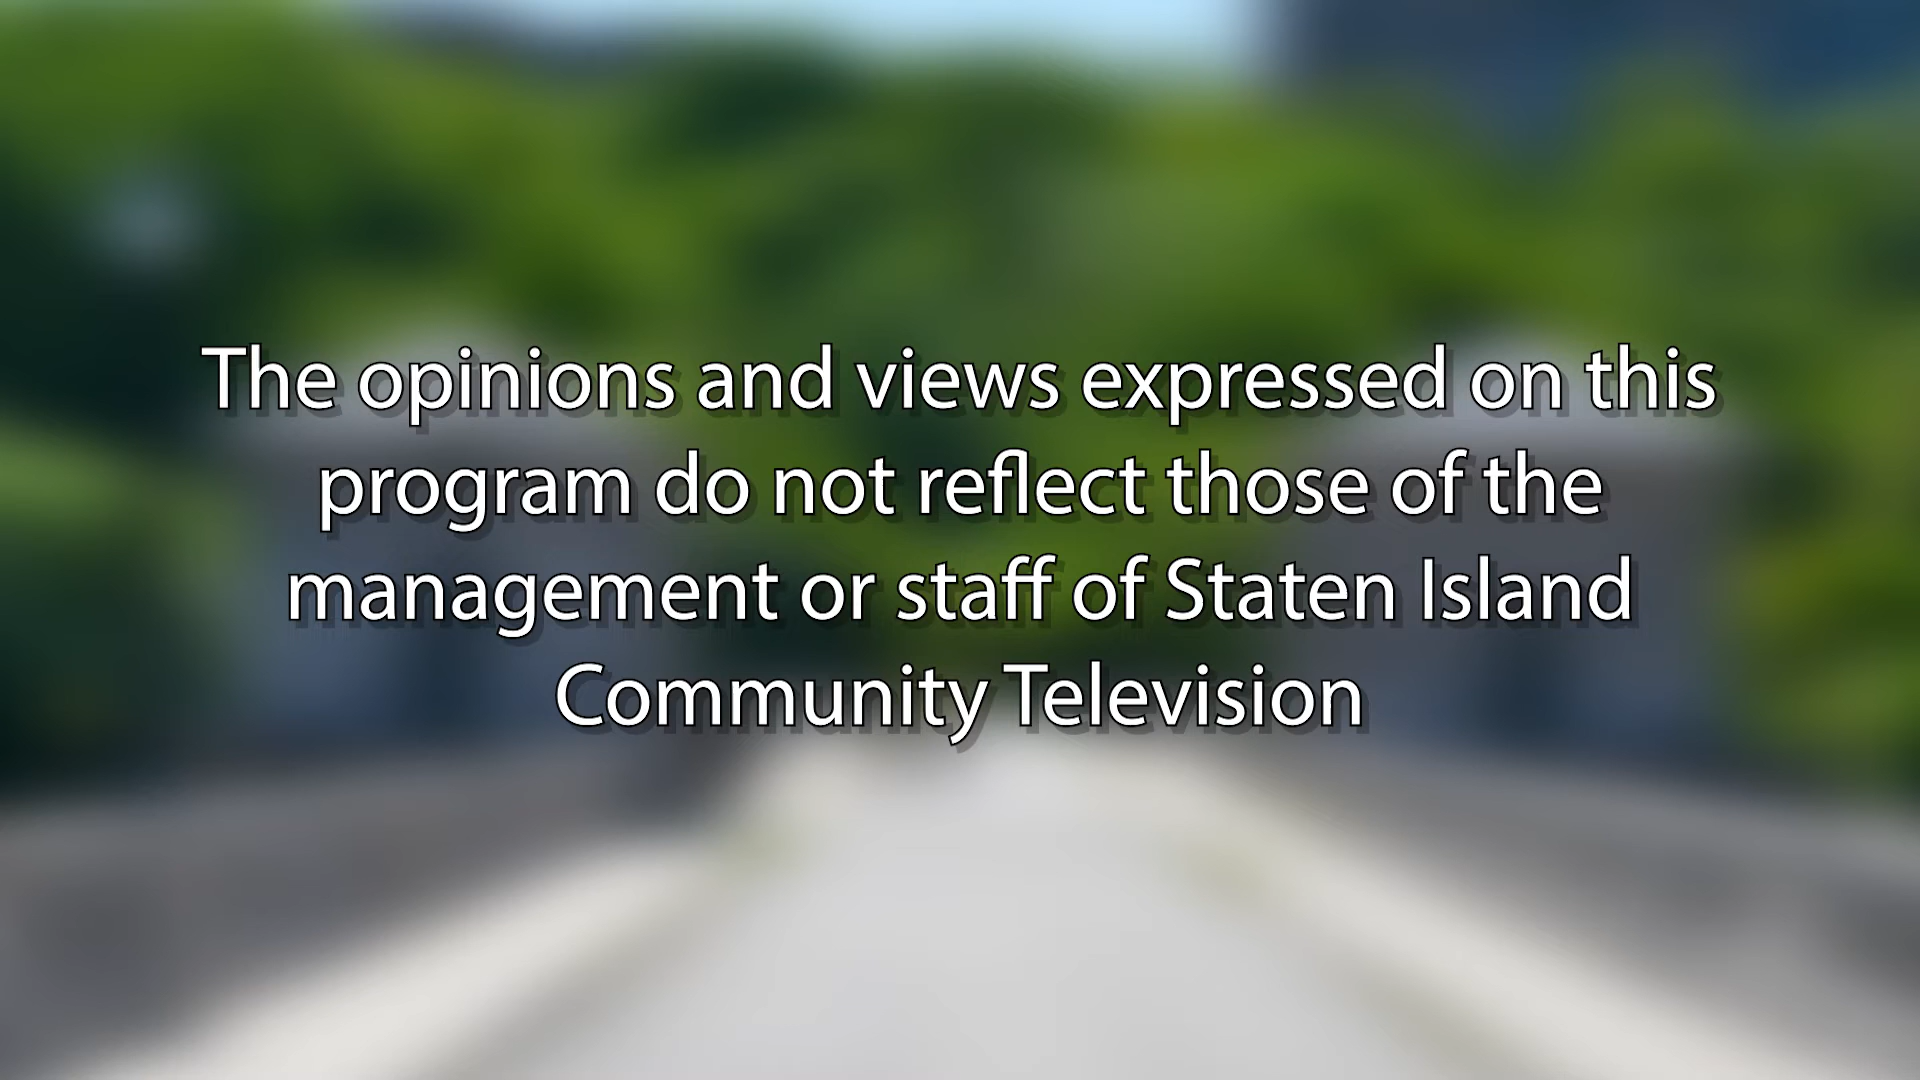 The opinions and views expressed on this
program do not reflect those of the
management or staff of Staten Island
Community Television